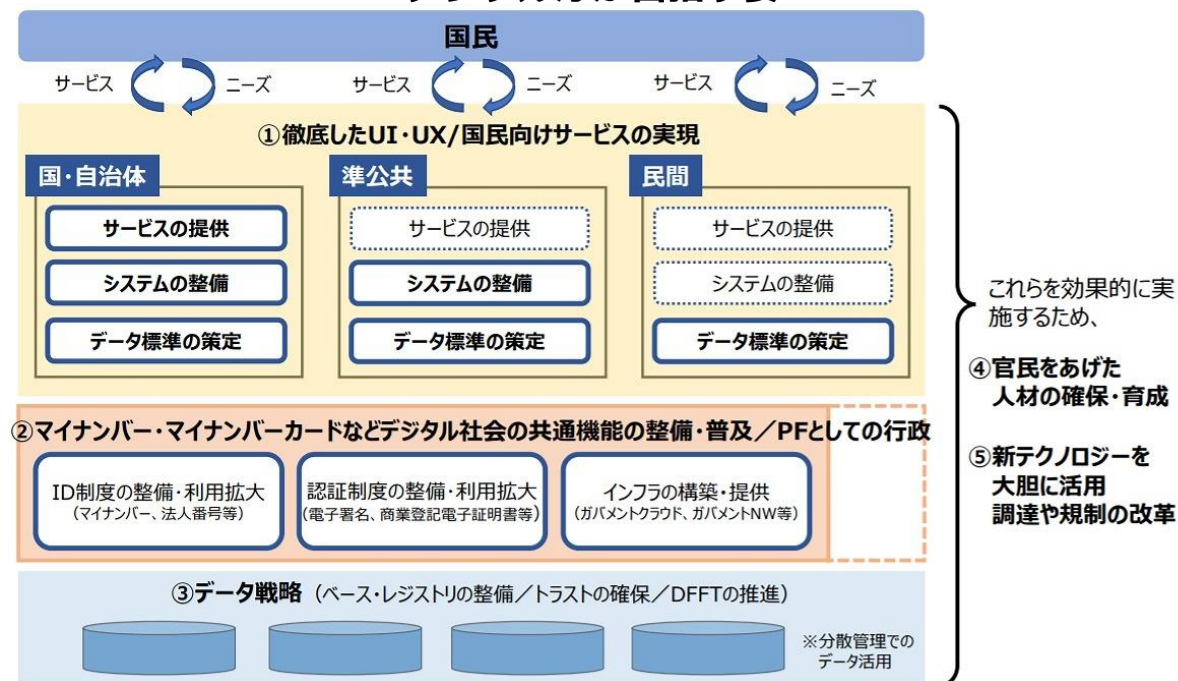 国民
サービス ニーズ サービス ニーズ サービス ニーズ
①徹底したUI・UX/国民向けサービスの実現
国・自治体 準公共 民間
サービスの提供 サービスの提供 サービスの提供
システムの整備 システムの整備 システムの整備
データ標準の策定 データ標準の策定 データ標準の策定
②マイナンバー・マイナンバーカードなどデジタル社会の共通機能の整備・普及／PFとしての行政
ID制度の整備・利用拡大
(マイナンバー、法人番号等)
認証制度の整備・利用拡大
(電子署名、商業登記電子証明書等)
インフラの構築・提供
(ガバメントクラウド、ガバメントNW等)
③データ戦略（ベース・レジストリの整備／トラストの確保／DFFTの推進）
※分散管理での
データ活用
これらを効果的に実
施するため、
④官民をあげた
人材の確保・育成
⑤新テクノロジーを
大胆に活用
調達や規制の改革